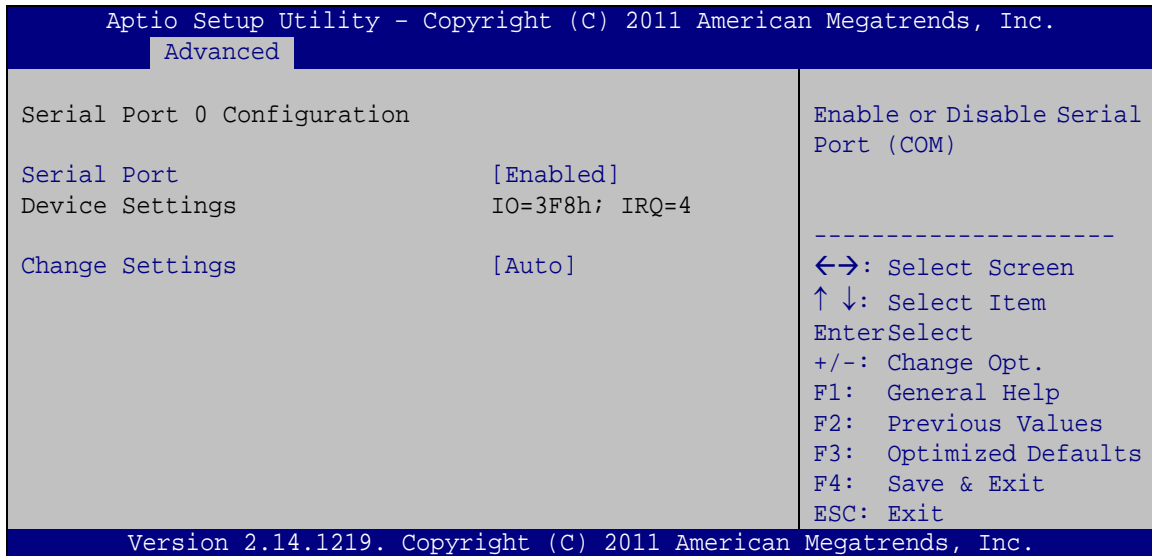 Aptio Setup Utility – Copyright (C) 2011 American Megatrends, Inc.
Advanced
Serial Port 0 Configuration
Serial Port [Enabled]
Device Settings IO=3F8h; IRQ=4
Change Settings [Auto]
Enable or Disable Serial
Port (COM)
---------------------
←→: Select Screen
↑ ↓: Select Item
EnterSelect
+/-: Change Opt.
F1: General Help
F2: Previous Values
F3: Optimized Defaults
F4: Save & Exit
ESC: Exit
Version 2.14.1219. Copyright (C) 2011 American Megatrends, Inc.